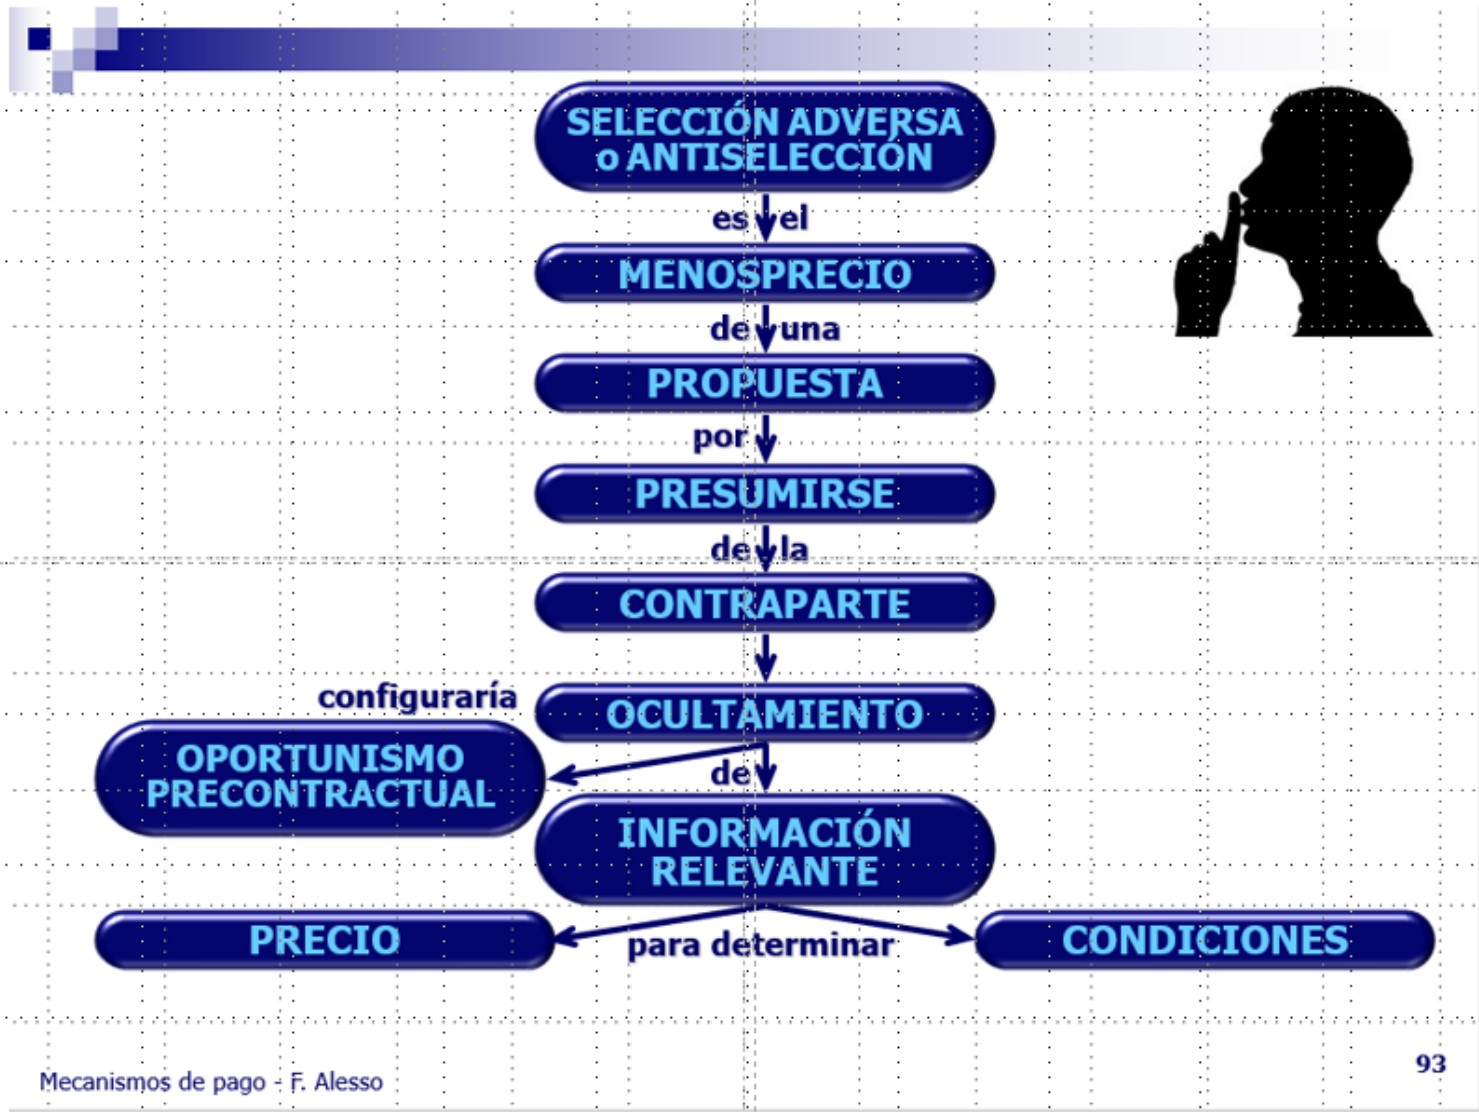 SELECCIÓN ADVERSA
o ANTISELECCIÓN
es el
MENOSPRECIO
de una
PROPUESTA
por
PRESUMIRSE
de la
CONTRAPARTE
OCULTAMIENTO
configuraría
OPORTUNISMO
PRECONTRACTUAL
de
INFORMACIÓN
RELEVANTE
para determinar
PRECIO
CONDICIONES
Mecanismos de pago - F. Alesso
93